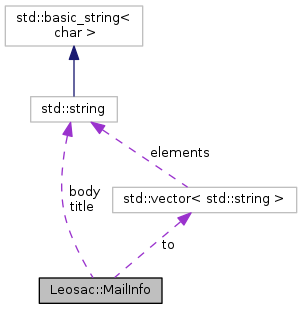 std::basic_string<
char >
std::string
elements
body
title
std::vector< std::string >
to
Leosac::MailInfo